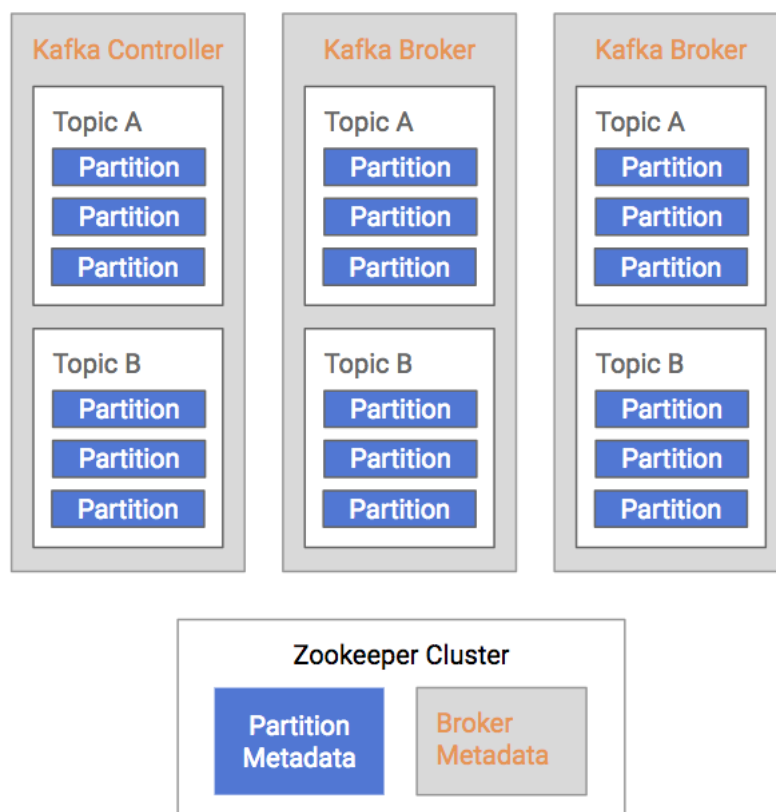 Kafka Controller
Topic A
Partition
Partition
Partition
Topic B
Partition
Partition
Partition
Kafka Broker
Topic A
Partition
Partition
Partition
Topic B
Partition
Partition
Partition
Kafka Broker
Topic A
Partition
Partition
Partition
Topic B
Partition
Partition
Partition
Zookeeper Cluster
Partition
Metadata
Broker
Metadata